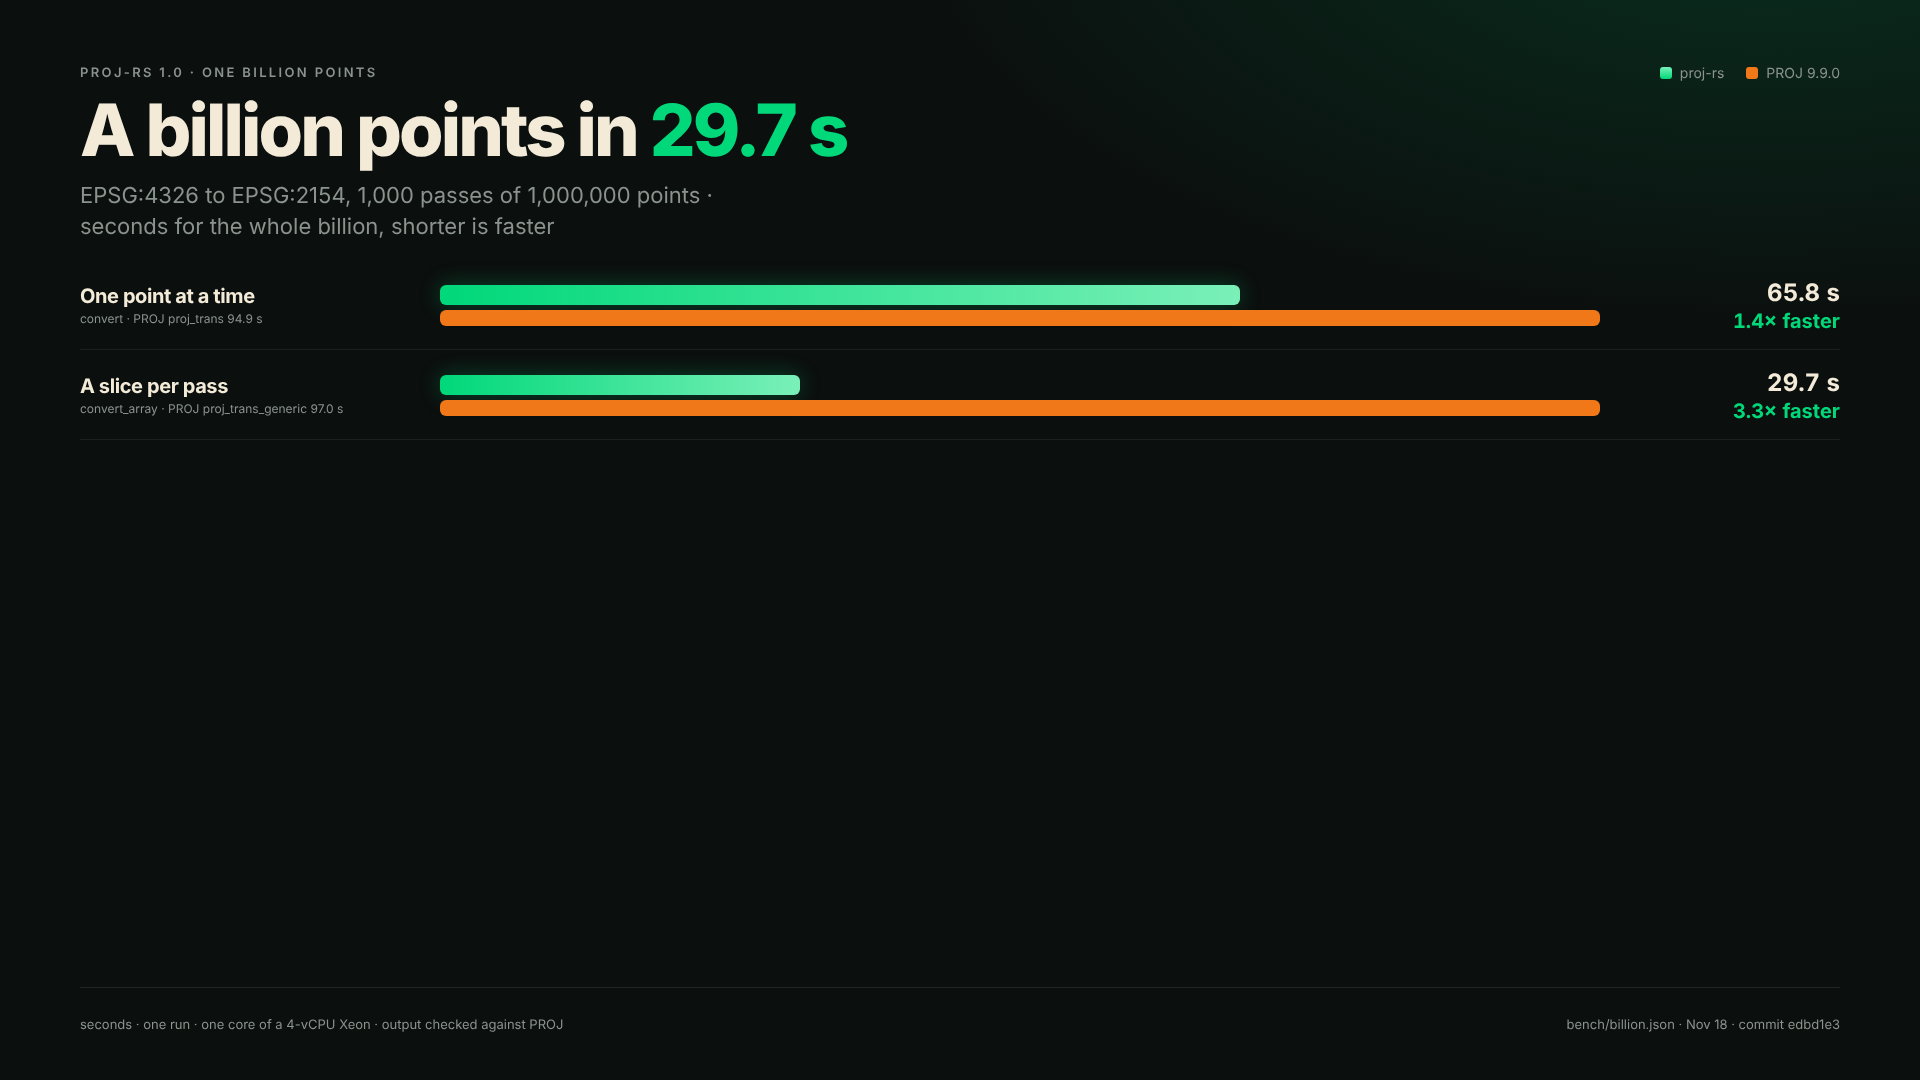 PROJ-RS 1.0 · ONE BILLION POINTS
proj-rs
PROJ 9.9.0
A billion points in 29.7 s
EPSG:4326 to EPSG:2154, 1,000 passes of 1,000,000 points ·
seconds for the whole billion, shorter is faster
One point at a time
convert · PROJ proj_trans 94.9 s
65.8 s
1.4× faster
A slice per pass
convert_array · PROJ proj_trans_generic 97.0 s
29.7 s
3.3× faster
seconds · one run · one core of a 4-vCPU Xeon · output checked against PROJ
bench/billion.json · Nov 18 · commit edbd1e3